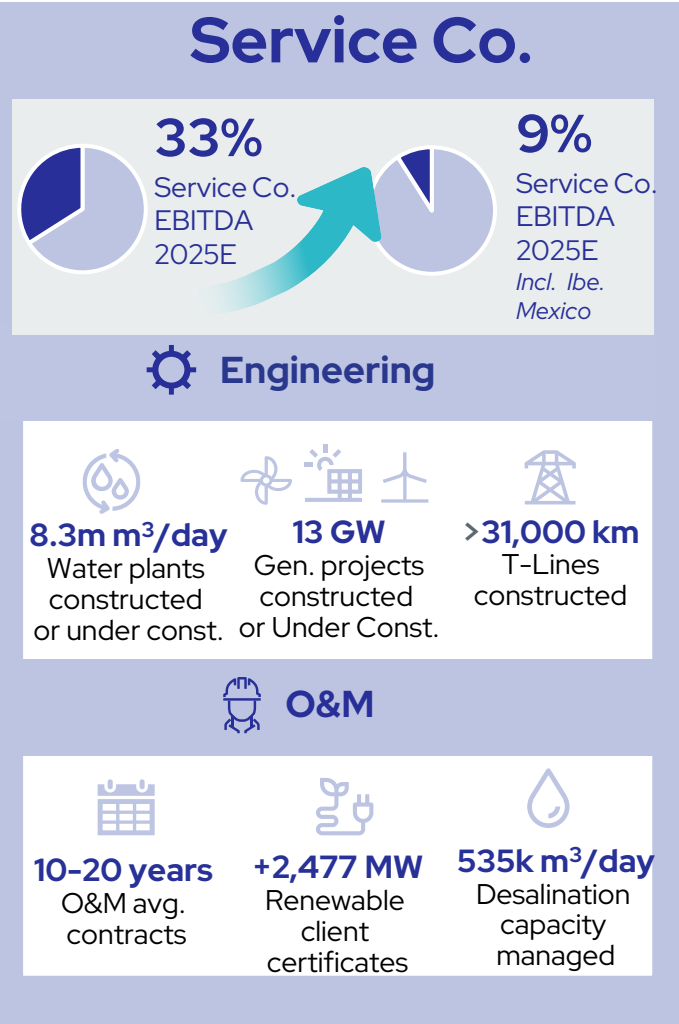 Service Co.
33%
Service Co.
EBITDA
2025E
9%
Service Co.
EBITDA
2025E
Incl. Ibe.
Mexico
Engineering
8.3m m³/day
Water plants
constructed
or under const.
13 GW
Gen. projects
constructed
or Under Const.
>31,000 km
T-Lines
constructed
O&M
10-20 years
O&M avg.
contracts
+2,477 MW
Renewable
client
certificates
535k m³/day
Desalination
capacity
managed